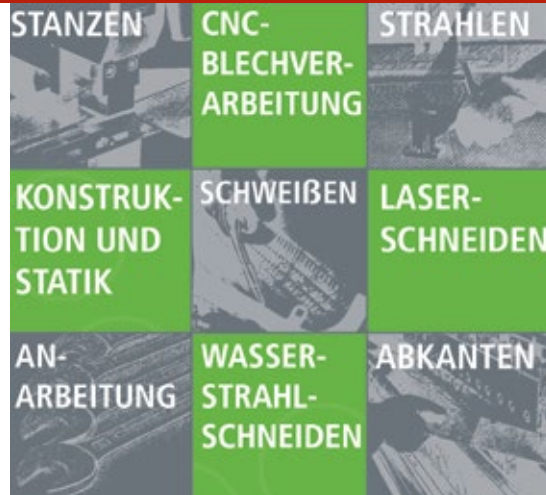 STANZEN
CNC-
BLECHVER-
ARBEITUNG
STRAHLEN
KONSTRUK-
TION UND
STATIK
SCHWEIßEN
LASER-
SCHNEIDEN
AN-
ARBEITUNG
WASSER-
STRAHL-
SCHNEIDEN
ABKANTEN